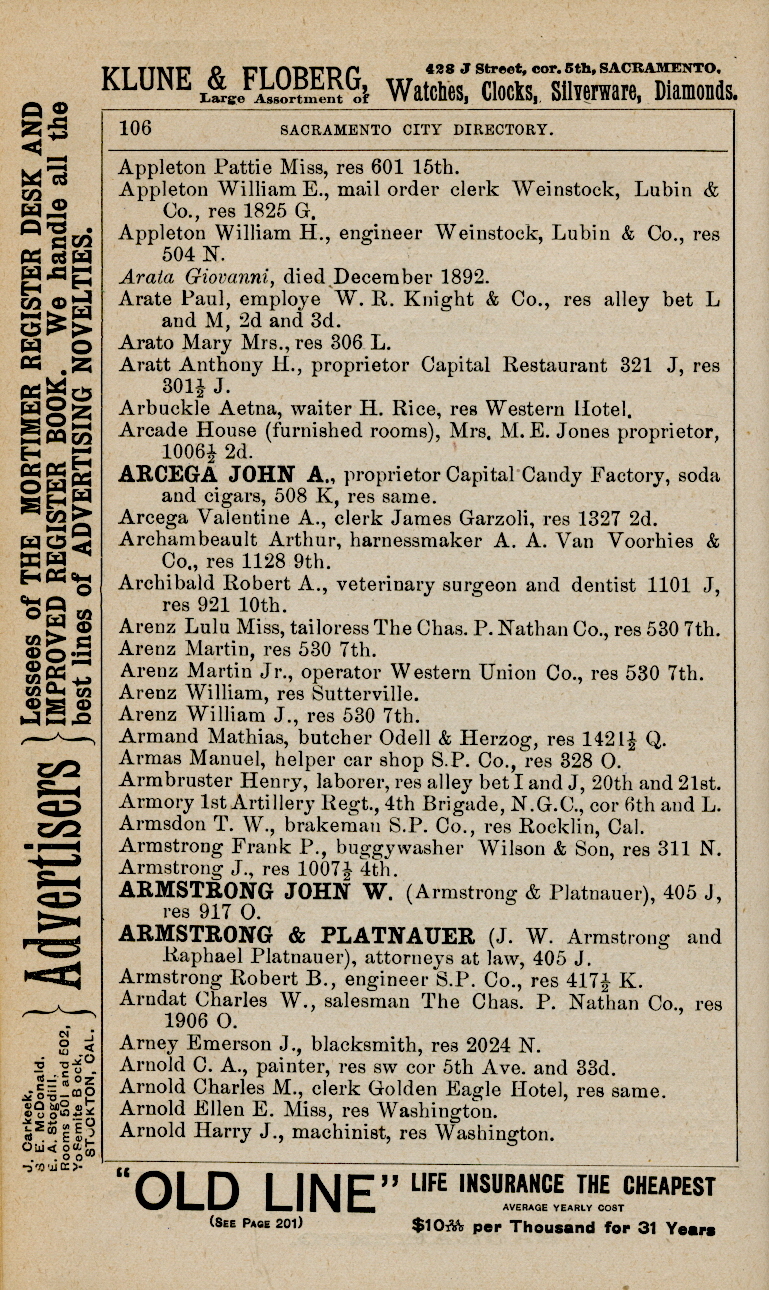 KLUNE & FLOBERG,
428 J Street, cor. 5th, SACRAMENTO,
Large Assortment of Watches, Clocks, Silverware, Diamonds.
106 SACRAMENTO CITY DIRECTORY.
Appleton Pattie Miss, res 601 15th.
Appleton William E., mail order clerk Weinstock, Lubin &
Co., res 1825 G.
Appleton William H., engineer Weinstock, Lubin & Co., res
504 N.
Arata Giovanni, died December 1892.
Arate Paul, employe W. R. Knight & Co., res alley bet L
and M, 2d and 3d.
Arato Mary Mrs., res 306 L.
Aratt Anthony H., proprietor Capital Restaurant 321 J, res
301½ J.
Arbuckle Aetna, waiter H. Rice, res Western Hotel.
Arcade House (furnished rooms), Mrs. M. E. Jones proprietor,
1006½ 2d.
ARCEGA JOHN A., proprietor Capital Candy Factory, soda
and cigars, 508 K, res same.
Arcega Valentine A., clerk James Garzoli, res 1327 2d.
Archambeault Arthur, harnessmaker A. A. Van Voorhies &
Co., res 1128 9th.
Archibald Robert A., veterinary surgeon and dentist 1101 J,
res 921 10th.
Arenz Lulu Miss, tailoress The Chas. P. Nathan Co., res 530 7th.
Arenz Martin, res 530 7th.
Arenz Martin Jr., operator Western Union Co., res 530 7th.
Arenz William, res Sutterville.
Arenz William J., res 530 7th.
Armand Mathias, butcher Odell & Herzog, res 1421½ Q.
Armas Manuel, helper car shop S.P. Co., res 328 O.
Armbruster Henry, laborer, res alley bet I and J, 20th and 21st.
Armory 1st Artillery Regt., 4th Brigade, N.G.C., cor 6th and L.
Armsdon T. W., brakeman S.P. Co., res Rocklin, Cal.
Armstrong Frank P., buggywasher Wilson & Son, res 311 N.
Armstrong J., res 1007½ 4th.
ARMSTRONG JOHN W. (Armstrong & Platnauer), 405 J,
res 917 O.
ARMSTRONG & PLATNAUER (J. W. Armstrong and
Raphael Platnauer), attorneys at law, 405 J.
Armstrong Robert B., engineer S.P. Co., res 417½ K.
Arndat Charles W., salesman The Chas. P. Nathan Co., res
1906 O.
Arney Emerson J., blacksmith, res 2024 N.
Arnold C. A., painter, res sw cor 5th Ave. and 33d.
Arnold Charles M., clerk Golden Eagle Hotel, res same.
Arnold Ellen E. Miss, res Washington.
Arnold Harry J., machinist, res Washington.
J. Carkeek,
S E. McDonald.
E. A. Stogdill,
Rooms 501 and 502,
Yo Semite B ock,
STOCKTON, CAL.
Advertisers
Lessees of THE MORTIMER REGISTER DESK AND
IMPROVED REGISTER BOOK. We handle all the
best lines of ADVERTISING NOVELTIES.
"OLD LINE" LIFE INSURANCE THE CHEAPEST
AVERAGE YEARLY COST
(SEE PAGE 201)
per Thousand for 31 Years